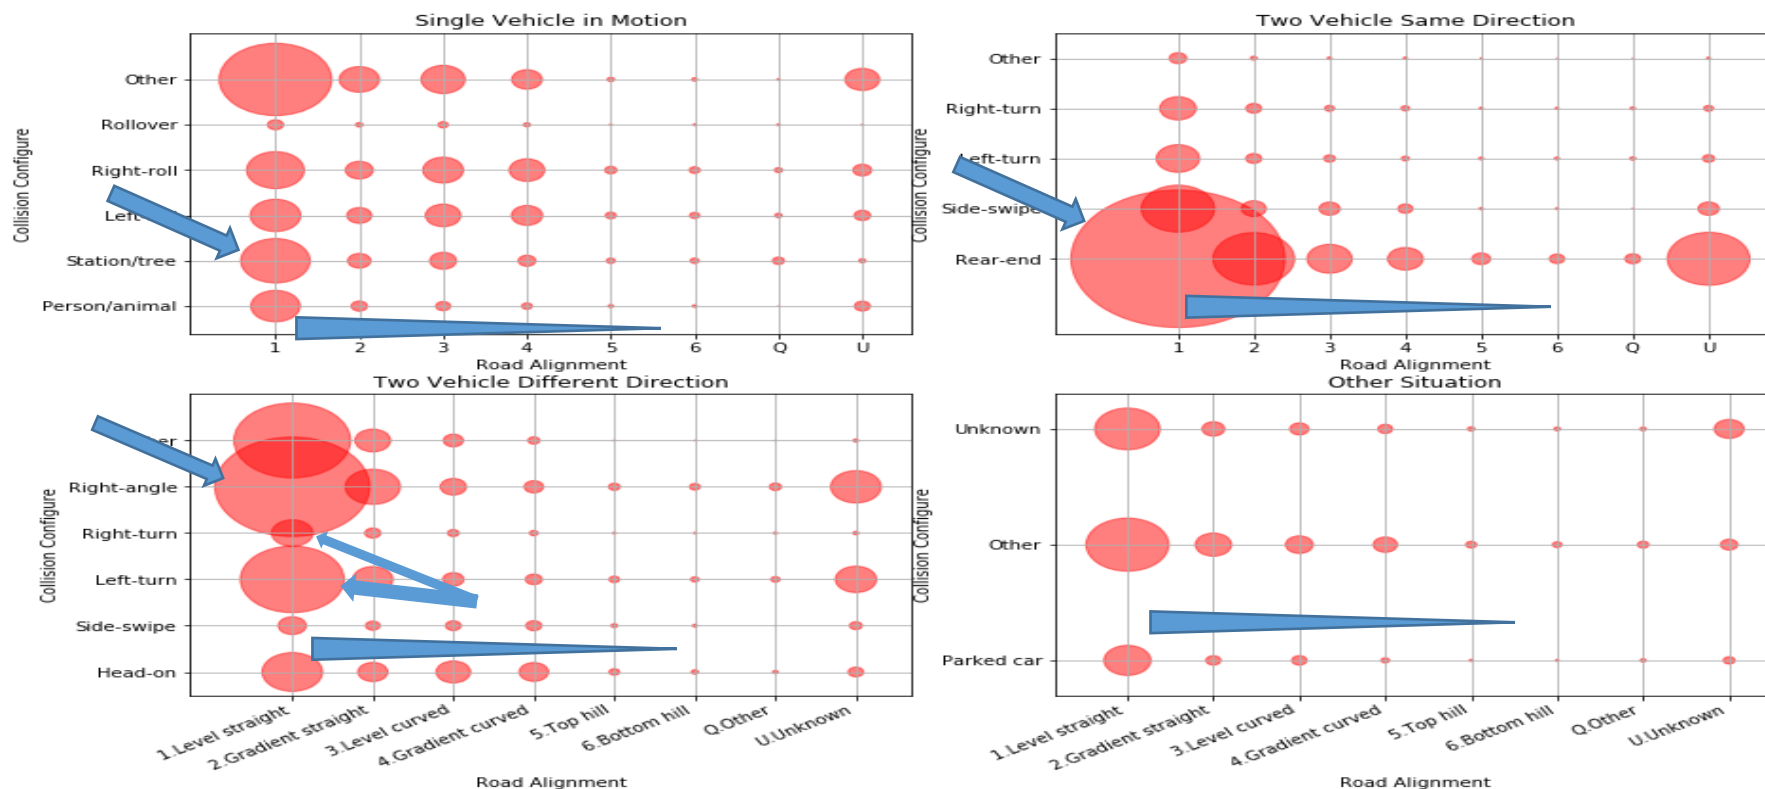 Single Vehicle in Motion
Collision Configure
Other
Rollover
Right-roll
Left
Station/tree
Person/animal
1 2 3 4 5 6 Q U
Road Alignment
Two Vehicle Same Direction
Collision Configure
Other
Right-turn
Left-turn
Side-swipe
Rear-end
1 2 3 4 5 6 Q U
Road Alignment
Two Vehicle Different Direction
Collision Configure
Right-angle
Right-turn
Left-turn
Side-swipe
Head-on
1.Level straight
2.Gradient straight
3.Level curved
4.Gradient curved
5.Top hill
6.Bottom hill
Q.Other
U.Unknown
Road Alignment
Other Situation
Collision Configure
Unknown
Other
Parked car
1.Level straight
2.Gradient straight
3.Level curved
4.Gradient curved
5.Top hill
6.Bottom hill
Q.Other
U.Unknown
Road Alignment